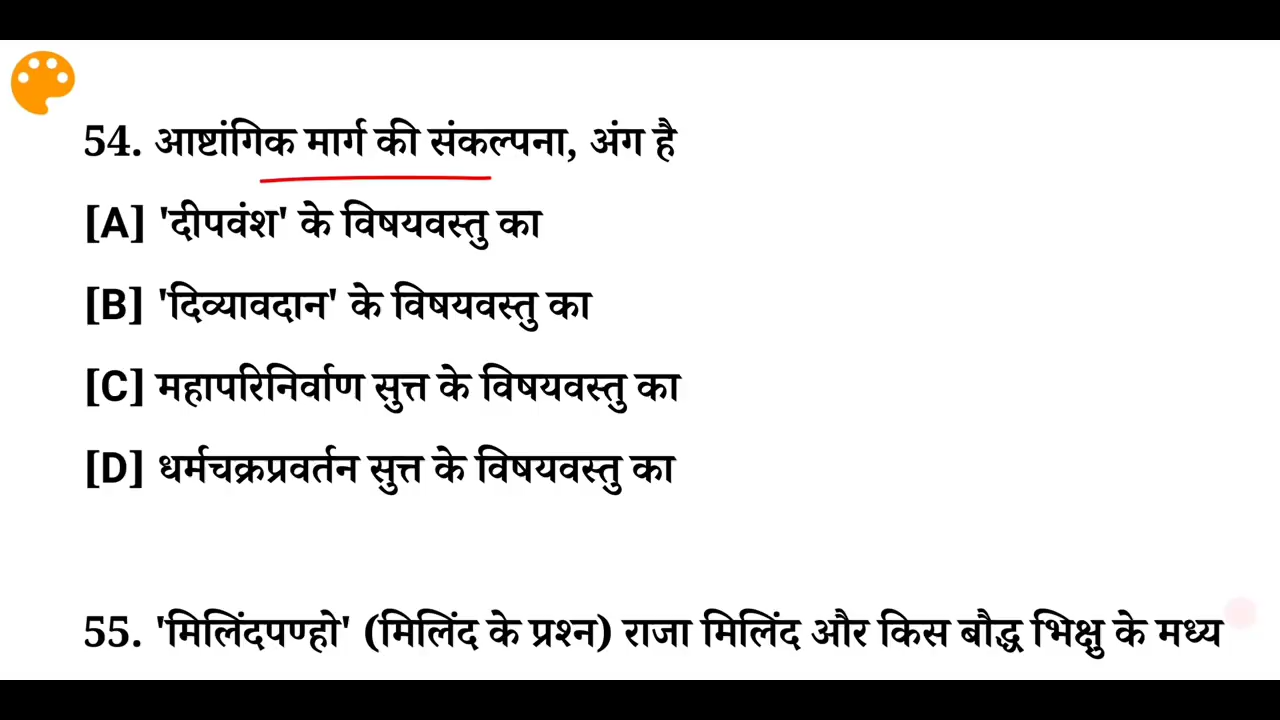 54. आष्टांगिक मार्ग की संकल्पना, अंग है
[A] 'दीपवंश' के विषयवस्तु का
[B] 'दिव्यावदान' के विषयवस्तु का
[C] महापरिनिर्वाण सुत्त के विषयवस्तु का
[D] धर्मचक्रप्रवर्तन सुत्त के विषयवस्तु का
55. 'मिलिंदपण्हो' (मिलिंद के प्रश्न) राजा मिलिंद और किस बौद्ध भिक्षु के मध्य